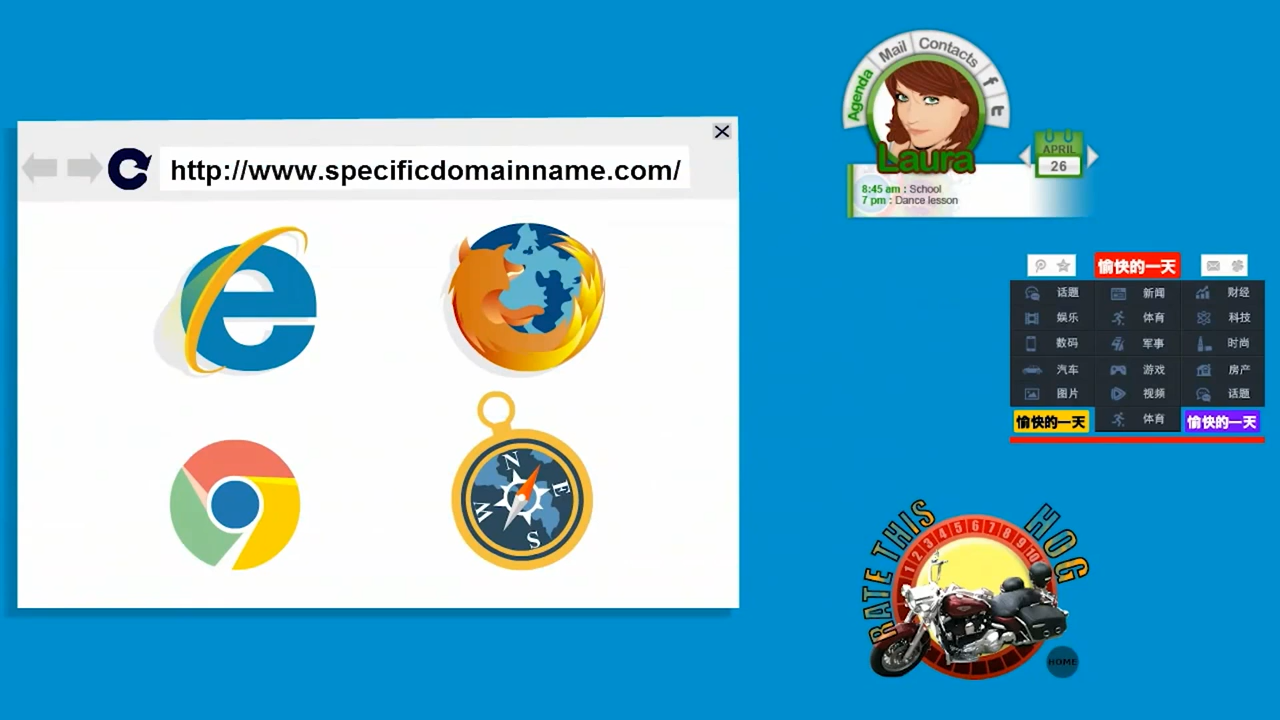 http://www.specificdomainname.com/
N
E
S
W
Agenda
Mail
Contacts
f
Laura
APRIL
26
8:45 am : School
7 pm : Dance lesson
愉快的一天
话题 新闻 财经
娱乐 体育 科技
数码 军事 时尚
汽车 游戏 房产
图片 视频 话题
愉快的一天 体育 愉快的一天
RATE THIS HOG
1 2 3 4 5 6 7 8 9 10
HOME